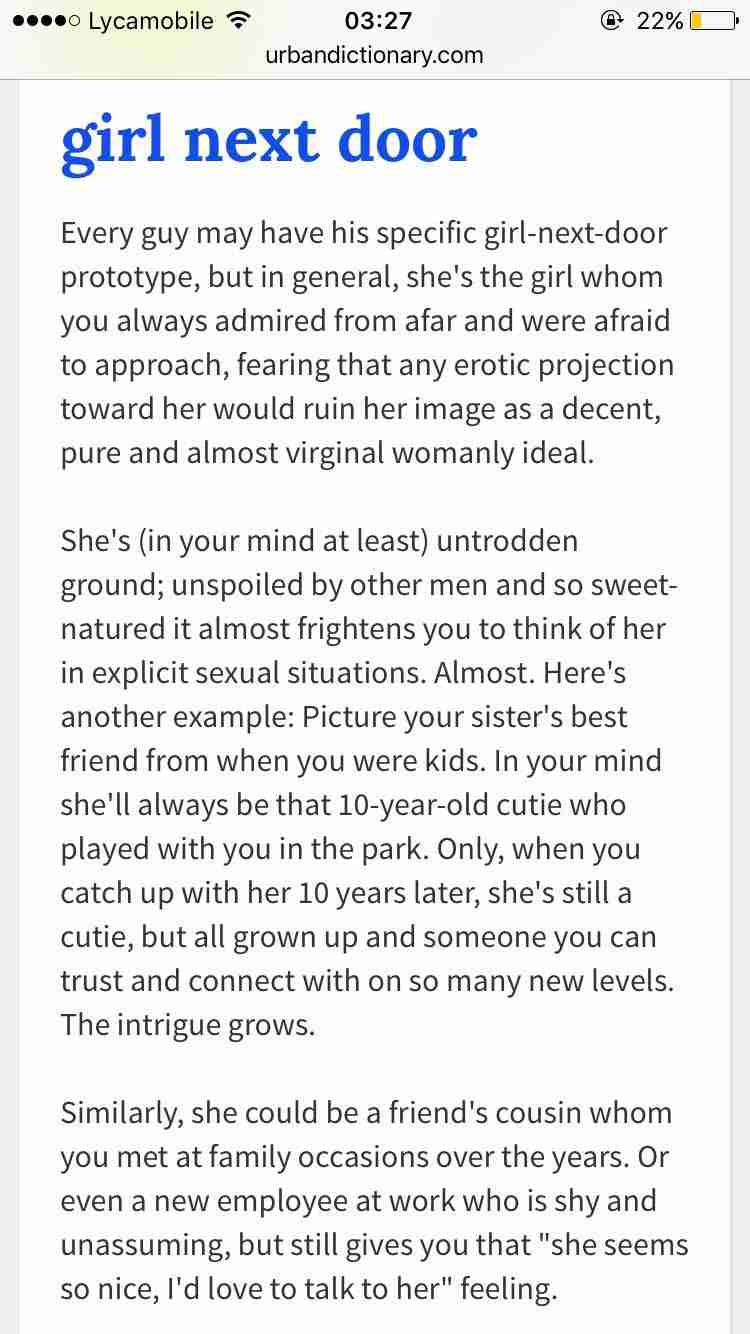 Lycamobile 03:27 22%
urbandictionary.com
girl next door
Every guy may have his specific girl-next-door
prototype, but in general, she's the girl whom
you always admired from afar and were afraid
to approach, fearing that any erotic projection
toward her would ruin her image as a decent,
pure and almost virginal womanly ideal.
She's (in your mind at least) untrodden
ground; unspoiled by other men and so sweet-
natured it almost frightens you to think of her
in explicit sexual situations. Almost. Here's
another example: Picture your sister's best
friend from when you were kids. In your mind
she'll always be that 10-year-old cutie who
played with you in the park. Only, when you
catch up with her 10 years later, she's still a
cutie, but all grown up and someone you can
trust and connect with on so many new levels.
The intrigue grows.
Similarly, she could be a friend's cousin whom
you met at family occasions over the years. Or
even a new employee at work who is shy and
unassuming, but still gives you that "she seems
so nice, I'd love to talk to her" feeling.